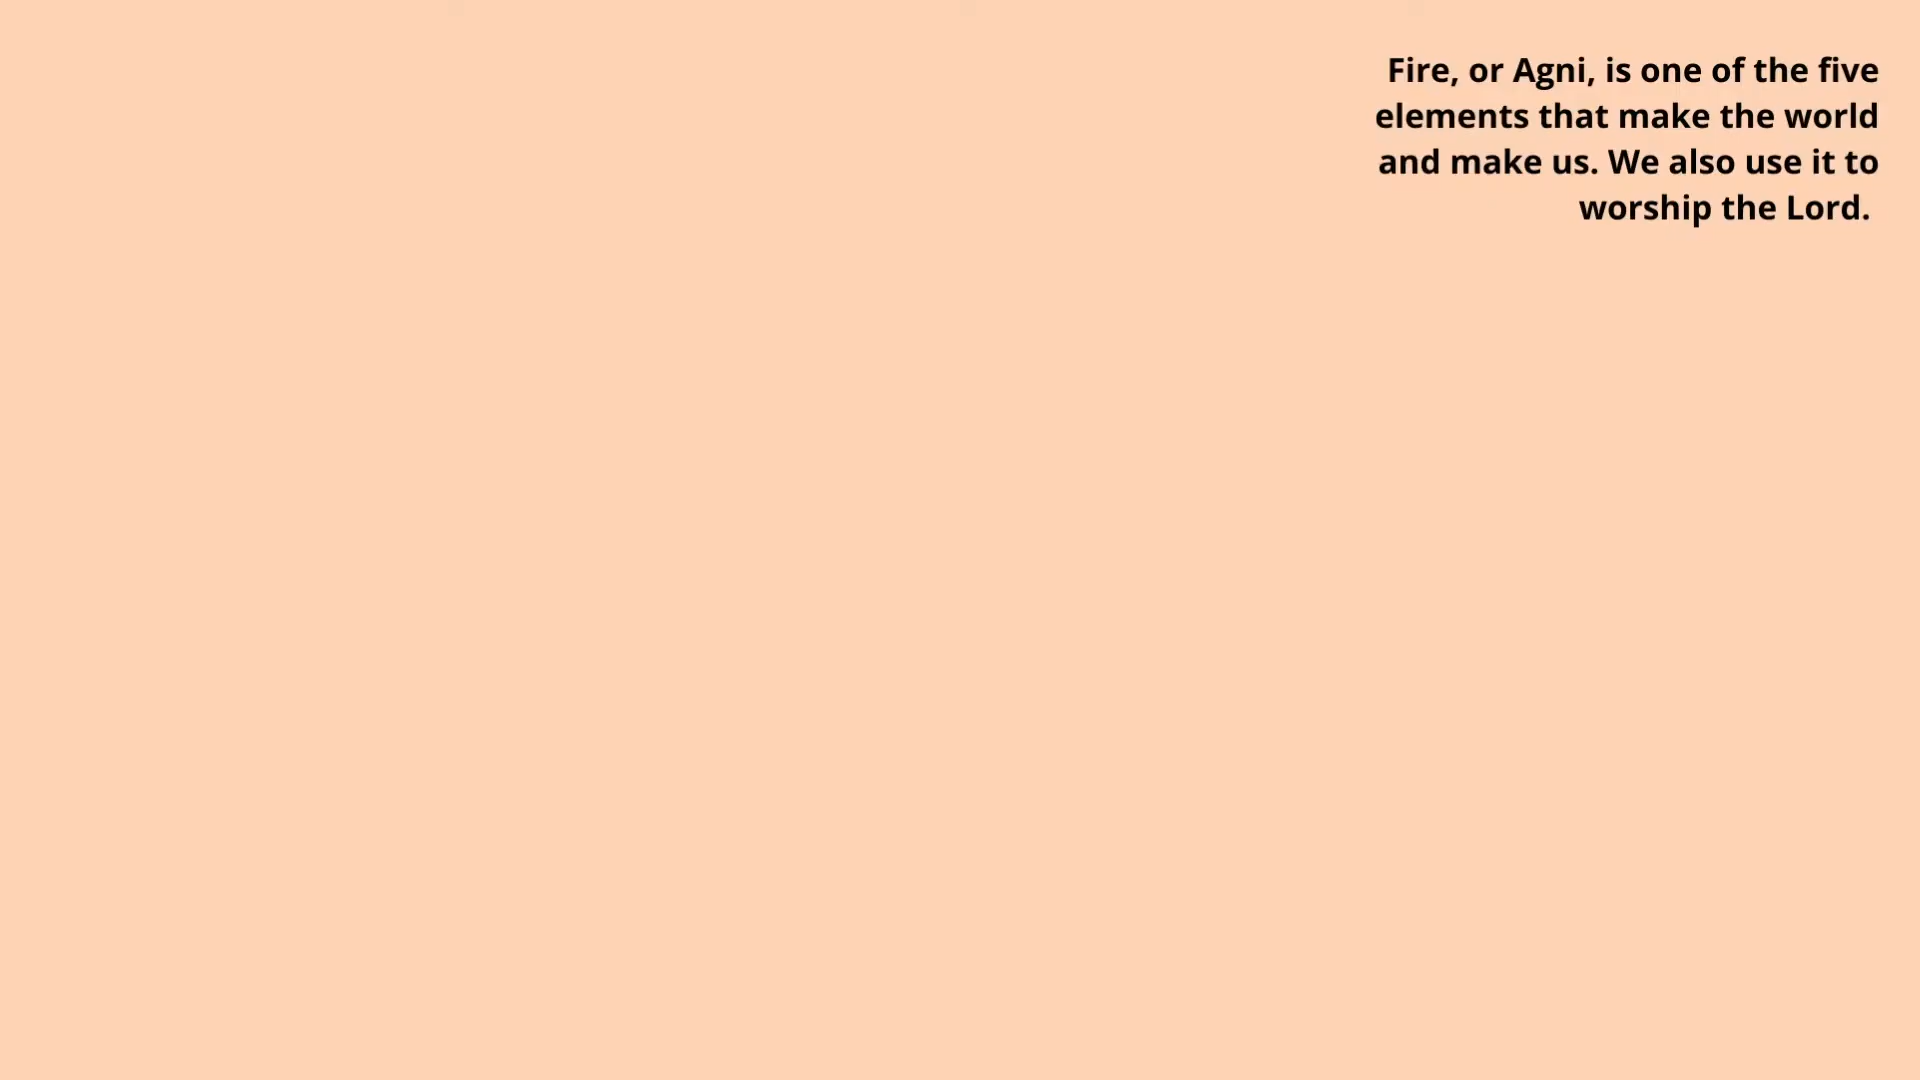 Fire, or Agni, is one of the five
elements that make the world
and make us. We also use it to
worship the Lord.